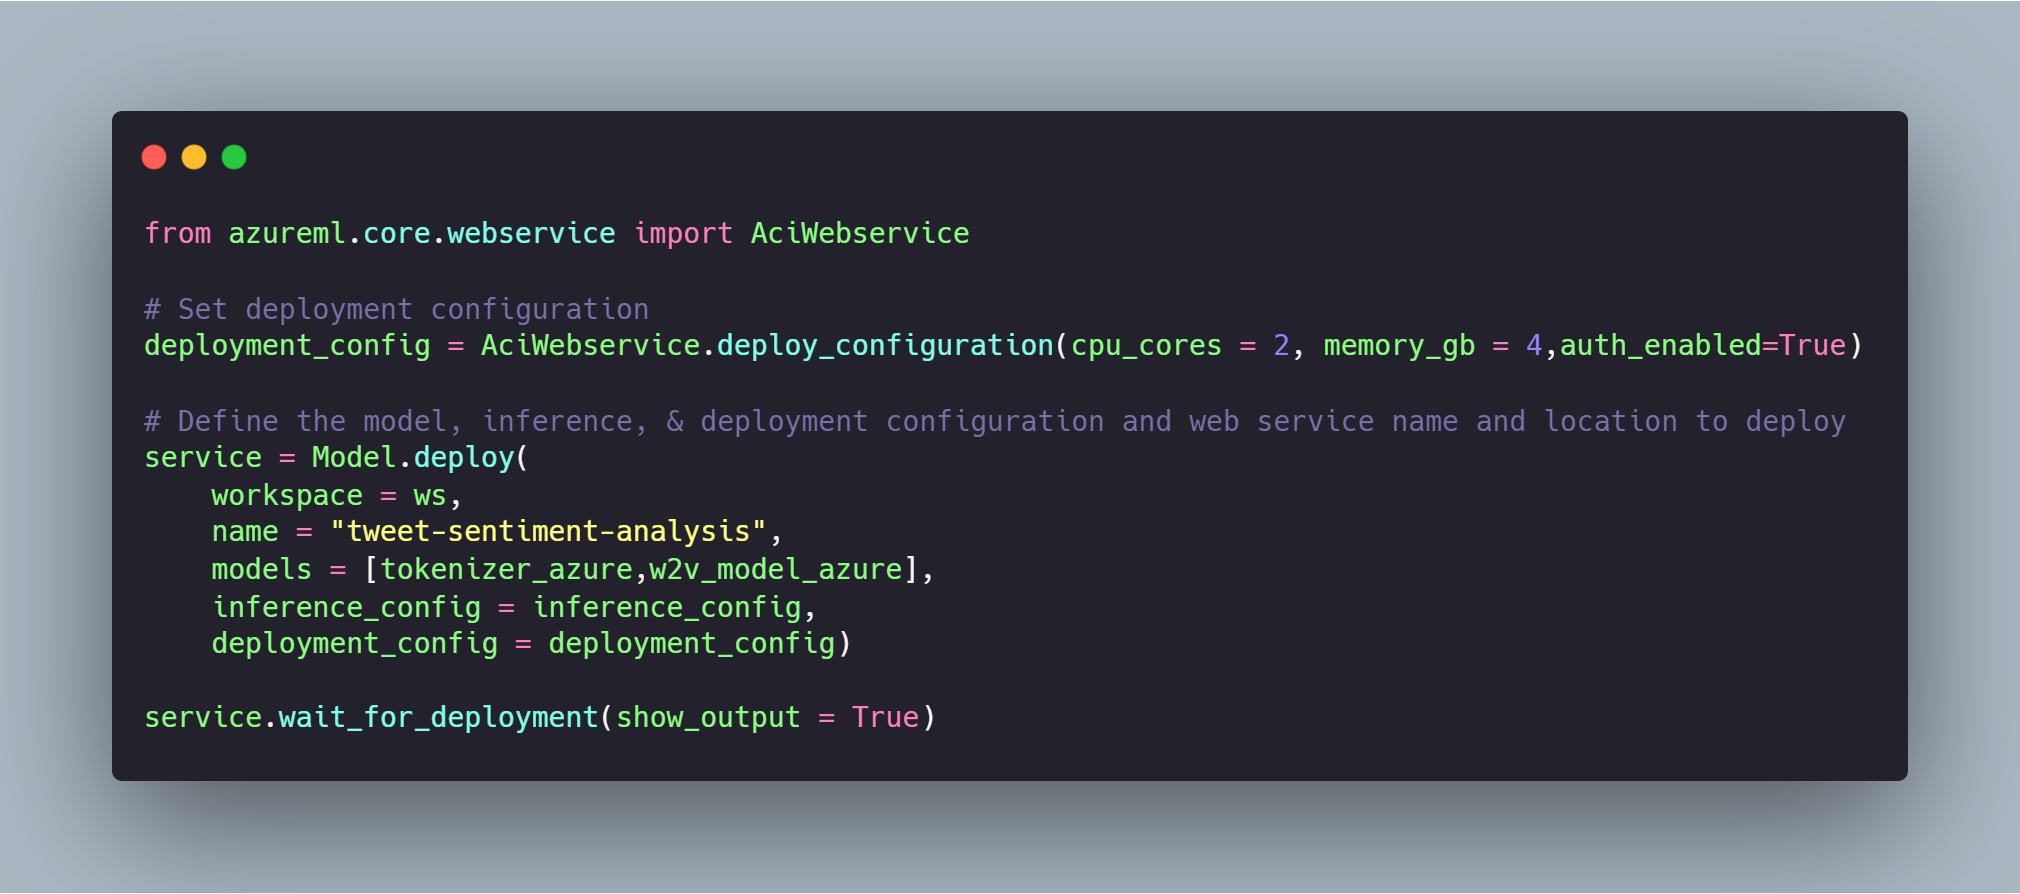 from azureml.core.webservice import AciWebservice
# Set deployment configuration
deployment_config = AciWebservice.deploy_configuration(cpu_cores = 2, memory_gb = 4,auth_enabled=True)
# Define the model, inference, & deployment configuration and web service name and location to deploy
service = Model.deploy(
    workspace = ws,
    name = "tweet-sentiment-analysis",
    models = [tokenizer_azure,w2v_model_azure],
    inference_config = inference_config,
    deployment_config = deployment_config)
service.wait_for_deployment(show_output = True)